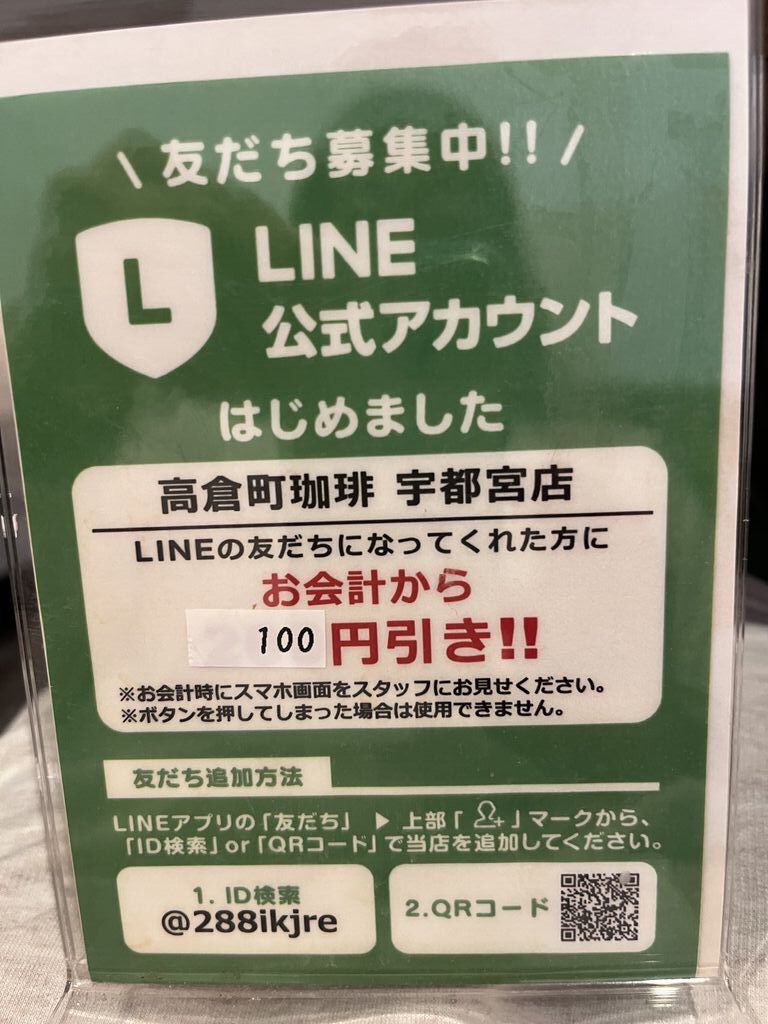 \ 友だち募集中!! /
L
LINE
公式アカウント
はじめました
高倉町珈琲 宇都宮店
LINEの友だちになってくれた方に
お会計から
100円引き!!
※お会計時にスマホ画面をスタッフにお見せください。
※ボタンを押してしまった場合は使用できません。
友だち追加方法
LINEアプリの「友だち」 ▶ 上部「 」マークから、
「ID検索」or「QRコード」で当店を追加してください。
1. ID検索
@288ikjre
2.QRコード